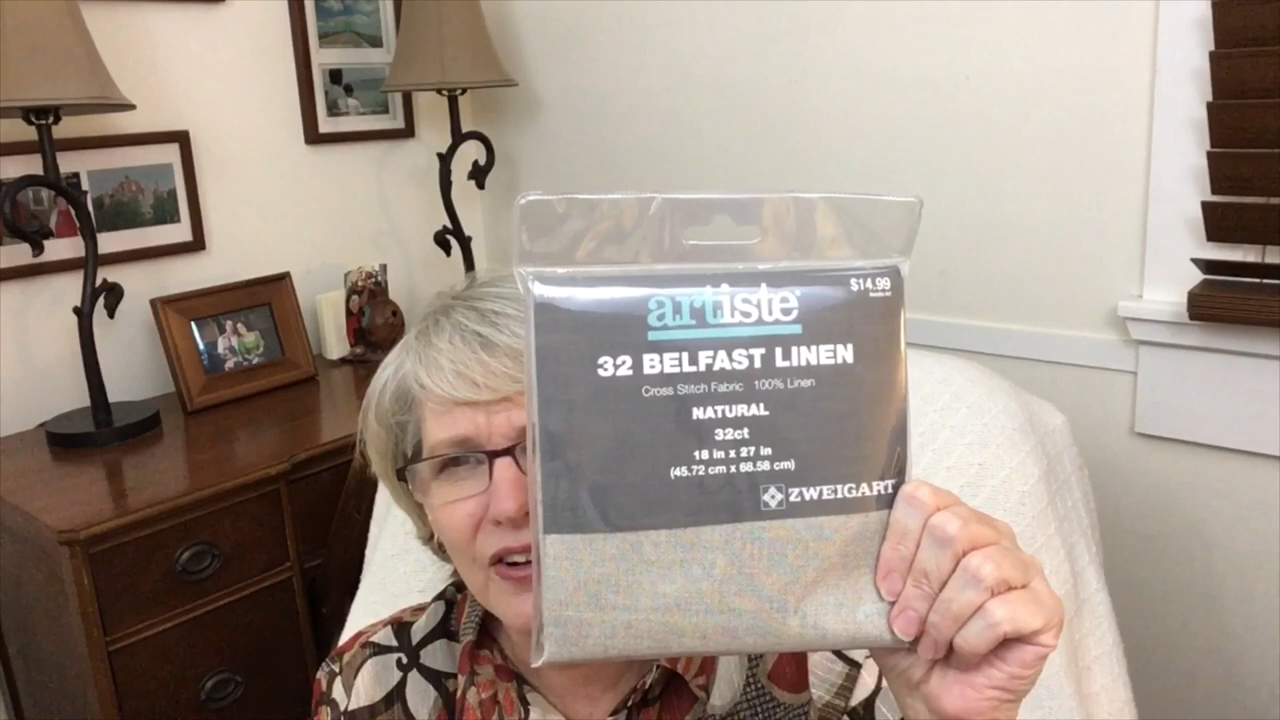 $14.99
artiste
32 BELFAST LINEN
Cross Stitch Fabric 100% Linen
NATURAL
32ct
18 in x 27 in
(45.72 cm x 68.58 cm)
ZWEIGART